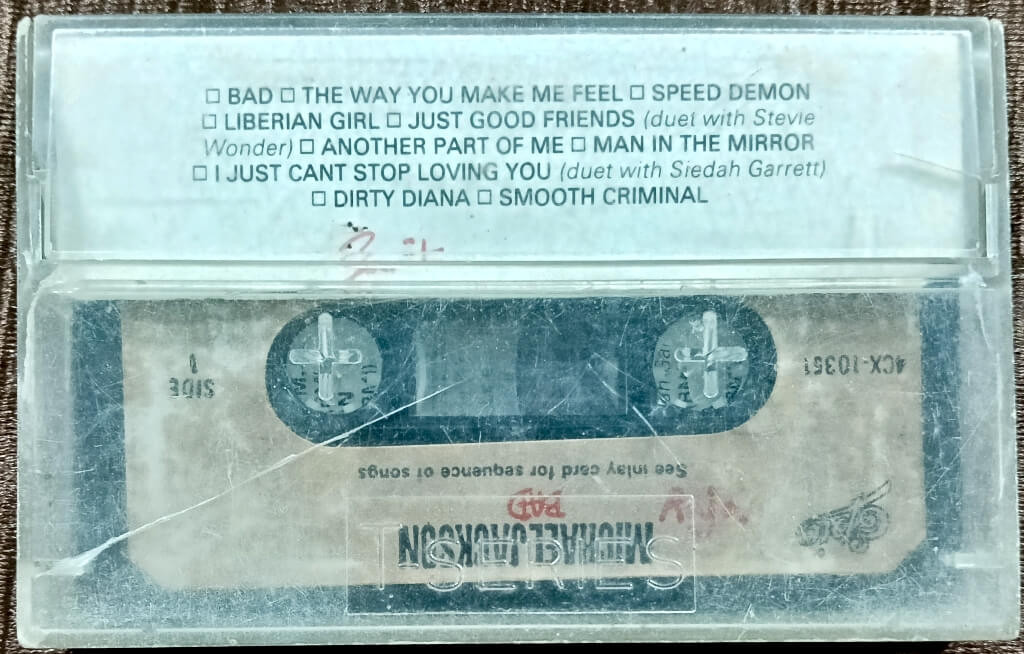 □ BAD □ THE WAY YOU MAKE ME FEEL □ SPEED DEMON
□ LIBERIAN GIRL □ JUST GOOD FRIENDS (duet with Stevie
Wonder) □ ANOTHER PART OF ME □ MAN IN THE MIRROR
□ I JUST CANT STOP LOVING YOU (duet with Siedah Garrett)
□ DIRTY DIANA □ SMOOTH CRIMINAL
SIDE
1
4CX-10351
See inlay card for sequence of songs
BAD
MICHAEL JACKSON
T-SERIES